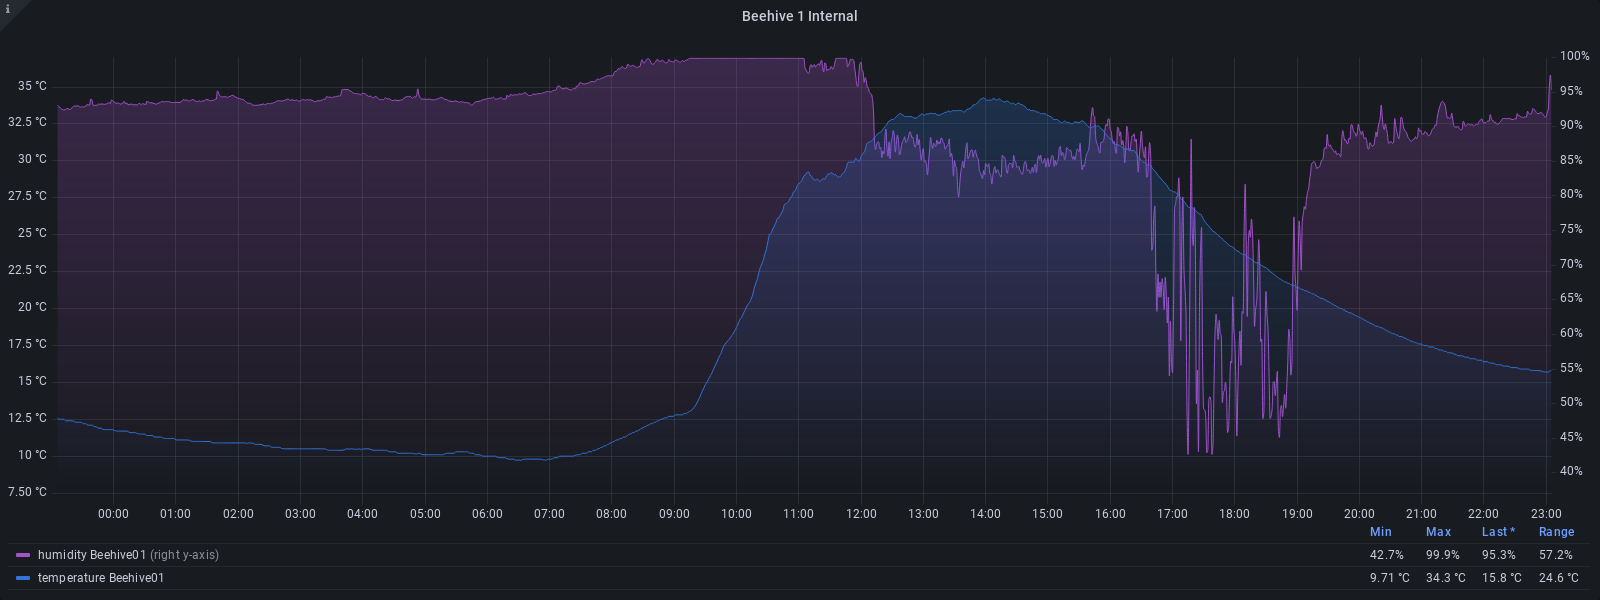 i
Beehive 1 Internal
35 °C
32.5 °C
30 °C
27.5 °C
25 °C
22.5 °C
20 °C
17.5 °C
15 °C
12.5 °C
10 °C
7.50 °C
100%
95%
90%
85%
80%
75%
70%
65%
60%
55%
50%
45%
40%
00:00 01:00 02:00 03:00 04:00 05:00 06:00 07:00 08:00 09:00 10:00 11:00 12:00 13:00 14:00 15:00 16:00 17:00 18:00 19:00 20:00 21:00 22:00 23:00
Min Max Last * Range
humidity Beehive01 (right y-axis) 42.7% 99.9% 95.3% 57.2%
temperature Beehive01 9.71 °C 34.3 °C 15.8 °C 24.6 °C